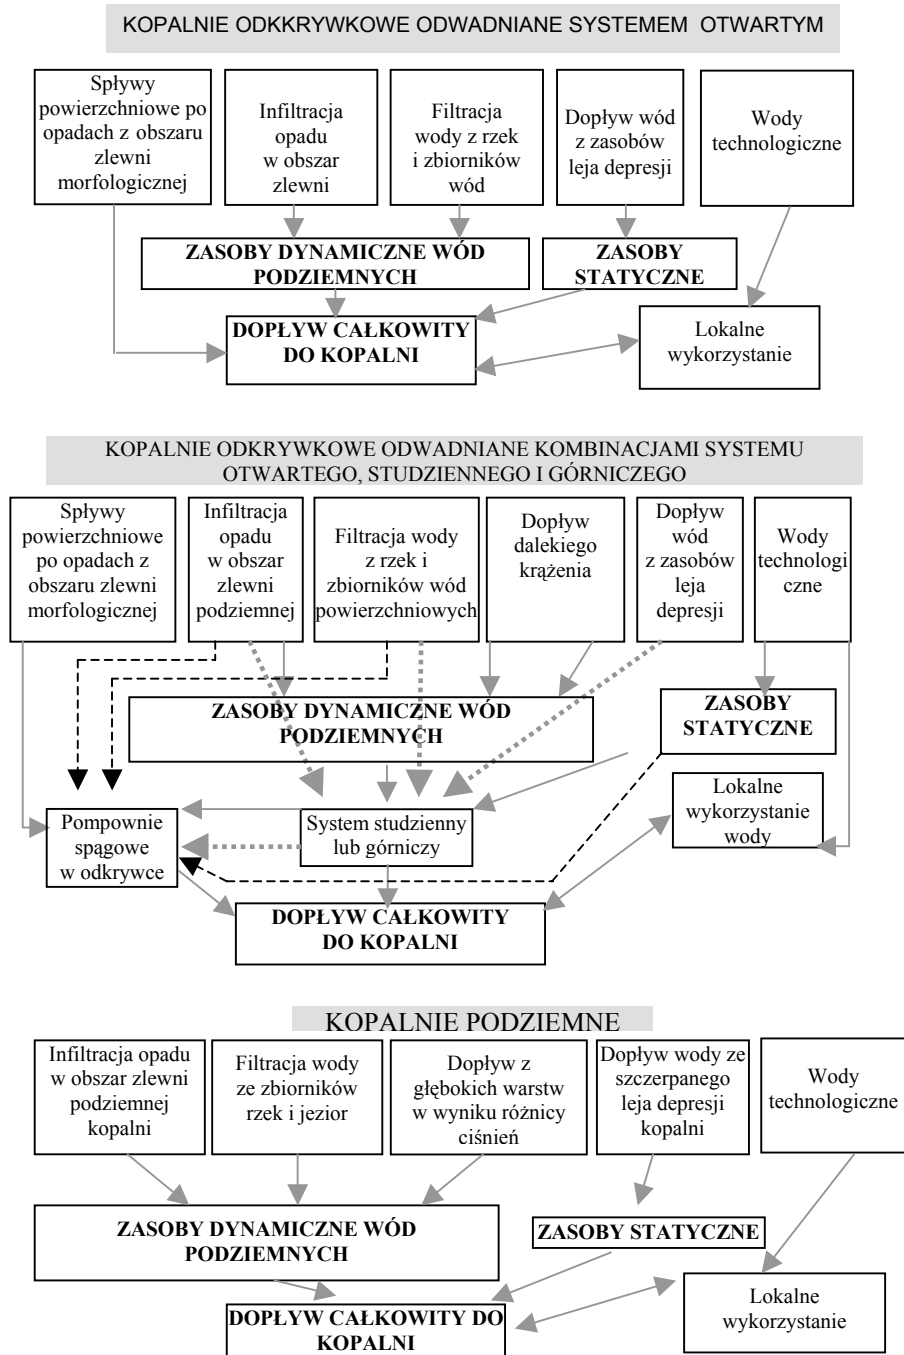 KOPALNIE ODKKRYWKOWE ODWADNIANE SYSTEMEM OTWARTYM
Spływy
powierzchniowe po
opadach z obszaru
zlewni
morfologicznej
Infiltracja
opadu
w obszar
zlewni
Filtracja
wody z rzek
i zbiorników
wód
Dopływ wód
z zasobów
leja depresji
Wody
technologiczne
ZASOBY DYNAMICZNE WÓD
PODZIEMNYCH
ZASOBY
STATYCZNE
DOPŁYW CAŁKOWITY
DO KOPALNI
Lokalne
wykorzystanie
KOPALNIE ODKRYWKOWE ODWADNIANE KOMBINACJAMI SYSTEMU
OTWARTEGO, STUDZIENNEGO I GÓRNICZEGO
Spływy
powierzchniowe
po opadach z
obszaru zlewni
morfologicznej
Infiltracja
opadu
w obszar
zlewni
podziemnej
Filtracja wody
z rzek i
zbiorników wód
powierzchniowych
Dopływ
dalekiego
krążenia
Dopływ
wód
z zasobów
leja
depresji
Wody
technologi
czne
ZASOBY DYNAMICZNE WÓD
PODZIEMNYCH
ZASOBY
STATYCZNE
Pompownie
spągowe
w odkrywce
System studzienny
lub górniczy
Lokalne
wykorzystanie
wody
DOPŁYW CAŁKOWITY
DO KOPALNI
KOPALNIE PODZIEMNE
Infiltracja opadu
w obszar zlewni
podziemnej
kopalni
Filtracja wody
ze zbiorników
rzek i jezior
Dopływ z
głębokich warstw
w wyniku różnicy
ciśnień
Dopływ wody ze
szczerpanego
leja depresji
kopalni
Wody
technologiczne
ZASOBY DYNAMICZNE WÓD
PODZIEMNYCH
ZASOBY STATYCZNE
DOPŁYW CAŁKOWITY DO
KOPALNI
Lokalne
wykorzystanie